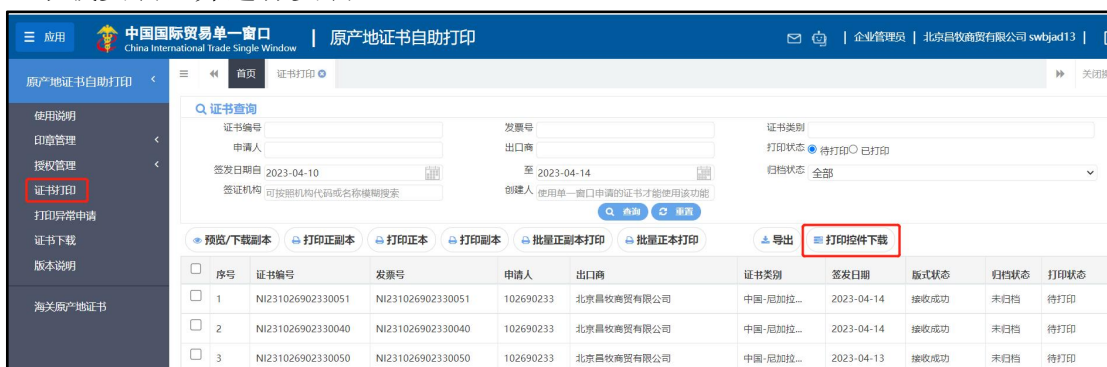 应用 中国国际贸易单一窗口 China International Trade Single Window | 原产地证书自助打印 | 企业管理员 | 北京昌牧商贸有限公司 swbjad13 |
原产地证书自助打印 首页 证书打印
使用说明
印章管理
授权管理
证书打印
打印异常申请
证书下载
版本说明
海关原产地证书
证书查询
证书编号 发票号 证书类别
申请人 出口商 打印状态 待打印 已打印
签发日期自 2023-04-10 至 2023-04-14 归档状态 全部
签证机构 可按照机构代码或名称模糊搜索 创建人 使用单一窗口申请的证书才能使用该功能
查询 重置
预览/下载副本 打印正副本 打印正本 打印副本 批量正副本打印 批量正本打印 导出 打印控件下载
序号 证书编号 发票号 申请人 出口商 证书类别 签发日期 版式状态 归档状态 打印状态
1 NI231026902330051 NI231026902330051 102690233 北京昌牧商贸有限公司 中国-尼加拉... 2023-04-14 接收成功 未归档 待打印
2 NI231026902330040 NI231026902330040 102690233 北京昌牧商贸有限公司 中国-尼加拉... 2023-04-14 接收成功 未归档 待打印
3 NI231026902330050 NI231026902330050 102690233 北京昌牧商贸有限公司 中国-尼加拉... 2023-04-13 接收成功 未归档 待打印